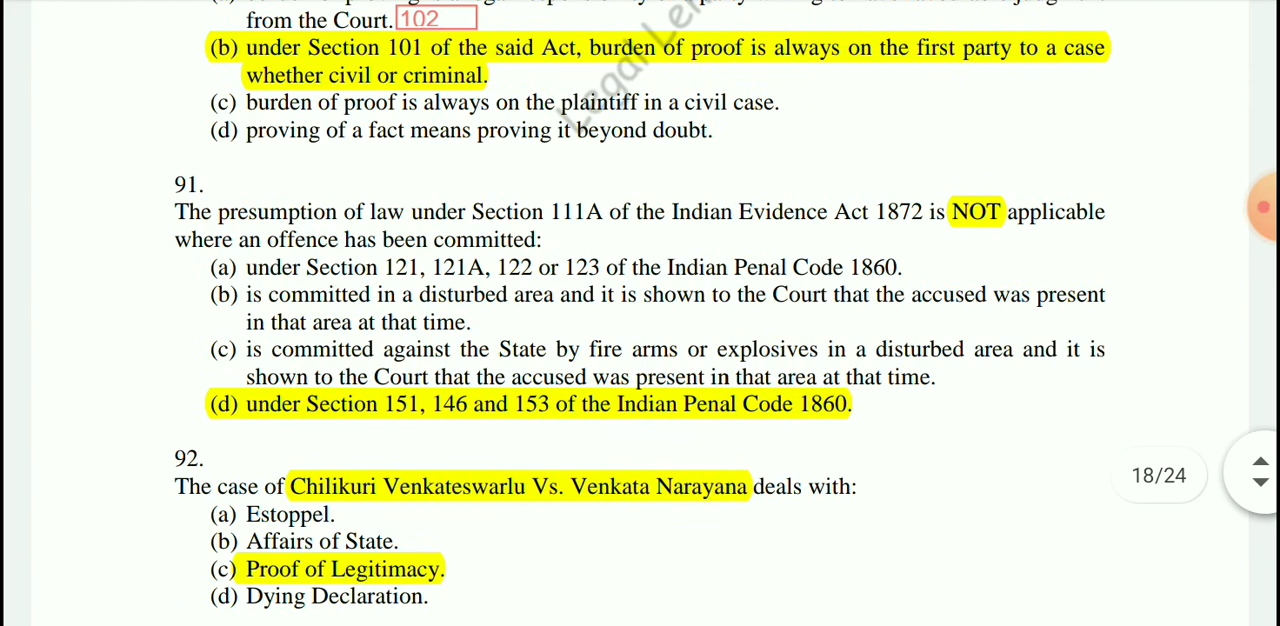 from the Court. 102
(b) under Section 101 of the said Act, burden of proof is always on the first party to a case
whether civil or criminal.
(c) burden of proof is always on the plaintiff in a civil case.
(d) proving of a fact means proving it beyond doubt.
91.
The presumption of law under Section 111A of the Indian Evidence Act 1872 is NOT applicable
where an offence has been committed:
(a) under Section 121, 121A, 122 or 123 of the Indian Penal Code 1860.
(b) is committed in a disturbed area and it is shown to the Court that the accused was present
in that area at that time.
(c) is committed against the State by fire arms or explosives in a disturbed area and it is
shown to the Court that the accused was present in that area at that time.
(d) under Section 151, 146 and 153 of the Indian Penal Code 1860.
92.
The case of Chilikuri Venkateswarlu Vs. Venkata Narayana deals with:
(a) Estoppel.
(b) Affairs of State.
(c) Proof of Legitimacy.
(d) Dying Declaration.
18/24
Legal